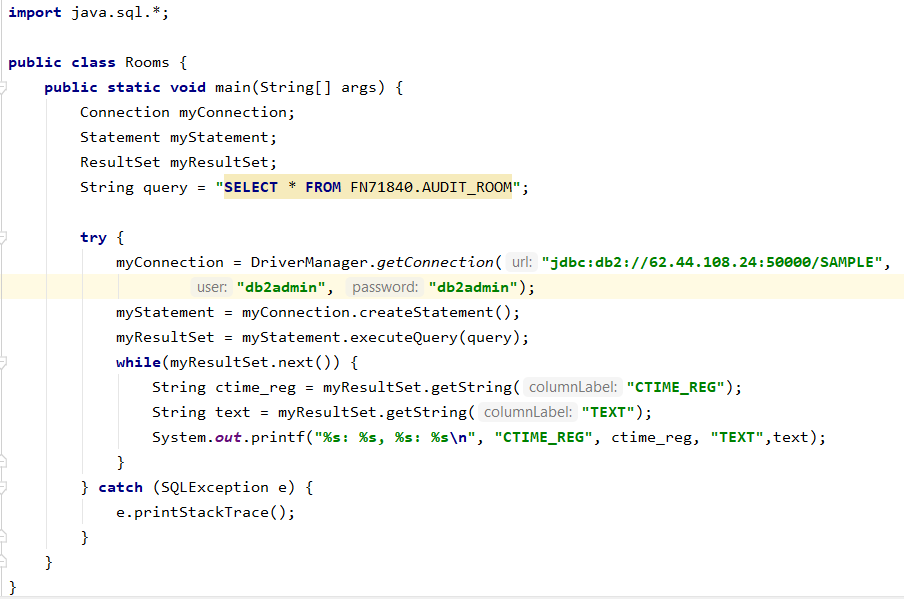 import java.sql.*;
public class Rooms {
public static void main(String[] args) {
Connection myConnection;
Statement myStatement;
ResultSet myResultSet;
String query = "SELECT * FROM FN71840.AUDIT_ROOM";
try {
myConnection = DriverManager.getConnection( url: "jdbc:db2://62.44.108.24:50000/SAMPLE",
user: "db2admin", password: "db2admin");
myStatement = myConnection.createStatement();
myResultSet = myStatement.executeQuery(query);
while(myResultSet.next()) {
String ctime_reg = myResultSet.getString( columnLabel: "CTIME_REG");
String text = myResultSet.getString( columnLabel: "TEXT");
System.out.printf("%s: %s, %s: %s\n", "CTIME_REG", ctime_reg, "TEXT",text);
}
} catch (SQLException e) {
e.printStackTrace();
}
}
}